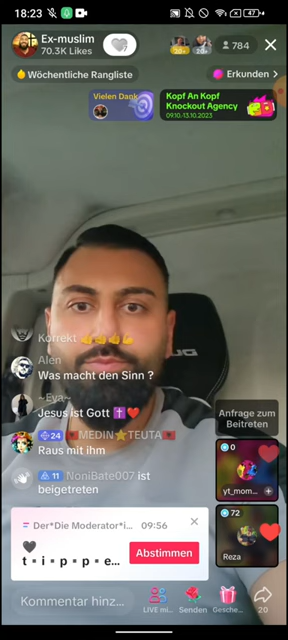 18:23
47
Ex-muslim
70.3K Likes
20+
20+
784
Wöchentliche Rangliste
Erkunden >
Vielen Dank
Kopf An Kopf
Knockout Agency
09.10.-13.10.2023
Korrekt
Alen
Was macht den Sinn ?
~Eya~
Jesus ist Gott ✝️❤️
24 🇦🇱MEDIN⭐TEUTA🇦🇱
Raus mit ihm
11 NoniBate007 ist
beigetreten
Anfrage zum
Beitreten
0
yt_mom...
72
Reza
Der*Die Moderator*i... 09:56
🖤
t▪️i▪️p▪️p▪️e...
Abstimmen
Kommentar hinz...
LIVE mi...
Senden
Gesche...
20